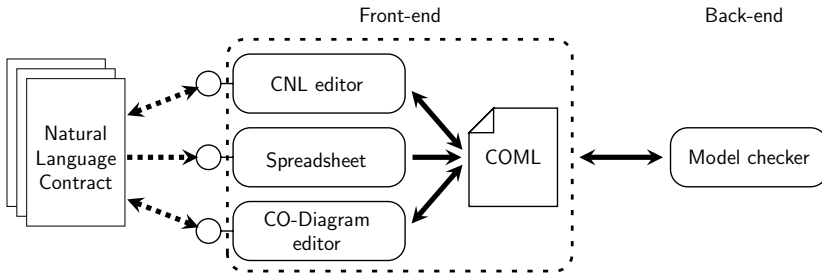 Front-end
Back-end
Natural
Language
Contract
CNL editor
Spreadsheet
CO-Diagram
editor
COML
Model checker